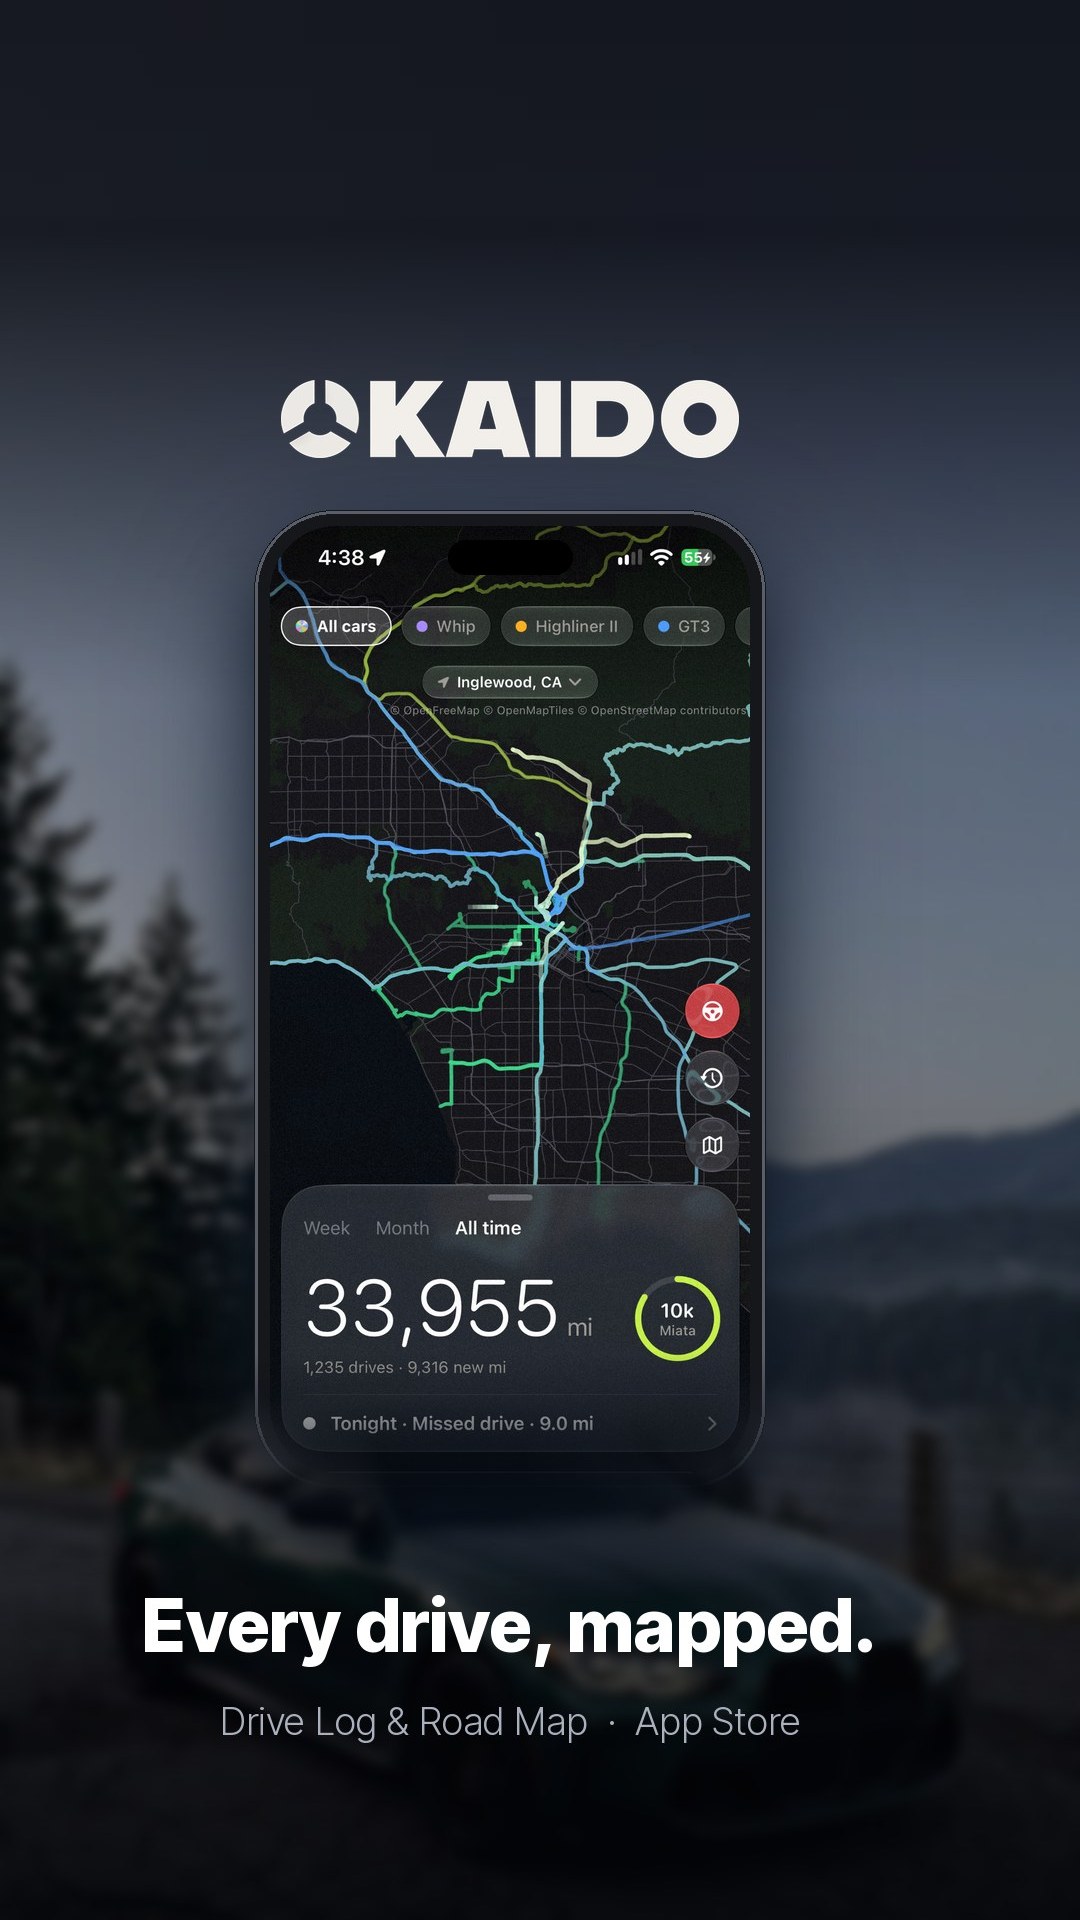 KAIDO
4:38
55
All cars
Whip
Highliner II
GT3
Inglewood, CA
© OpenFreeMap © OpenMapTiles © OpenStreetMap contributors
Week Month All time
33,955 mi
10k
Miata
1,235 drives · 9,316 new mi
Tonight · Missed drive · 9.0 mi
Every drive, mapped.
Drive Log & Road Map · App Store